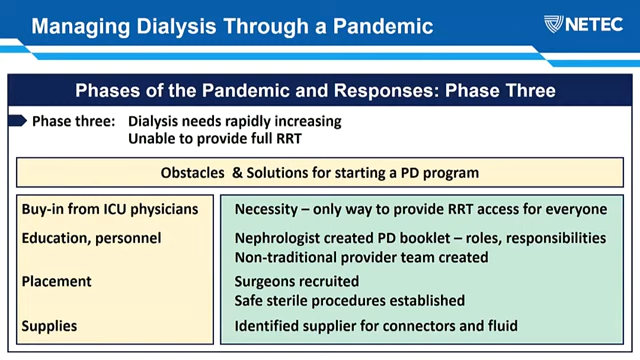 Managing Dialysis Through a Pandemic
NETEC
Phases of the Pandemic and Responses: Phase Three
Phase three: Dialysis needs rapidly increasing
Unable to provide full RRT
Obstacles & Solutions for starting a PD program
Buy-in from ICU physicians Necessity – only way to provide RRT access for everyone
Education, personnel Nephrologist created PD booklet – roles, responsibilities
Non-traditional provider team created
Placement Surgeons recruited
Safe sterile procedures established
Supplies Identified supplier for connectors and fluid